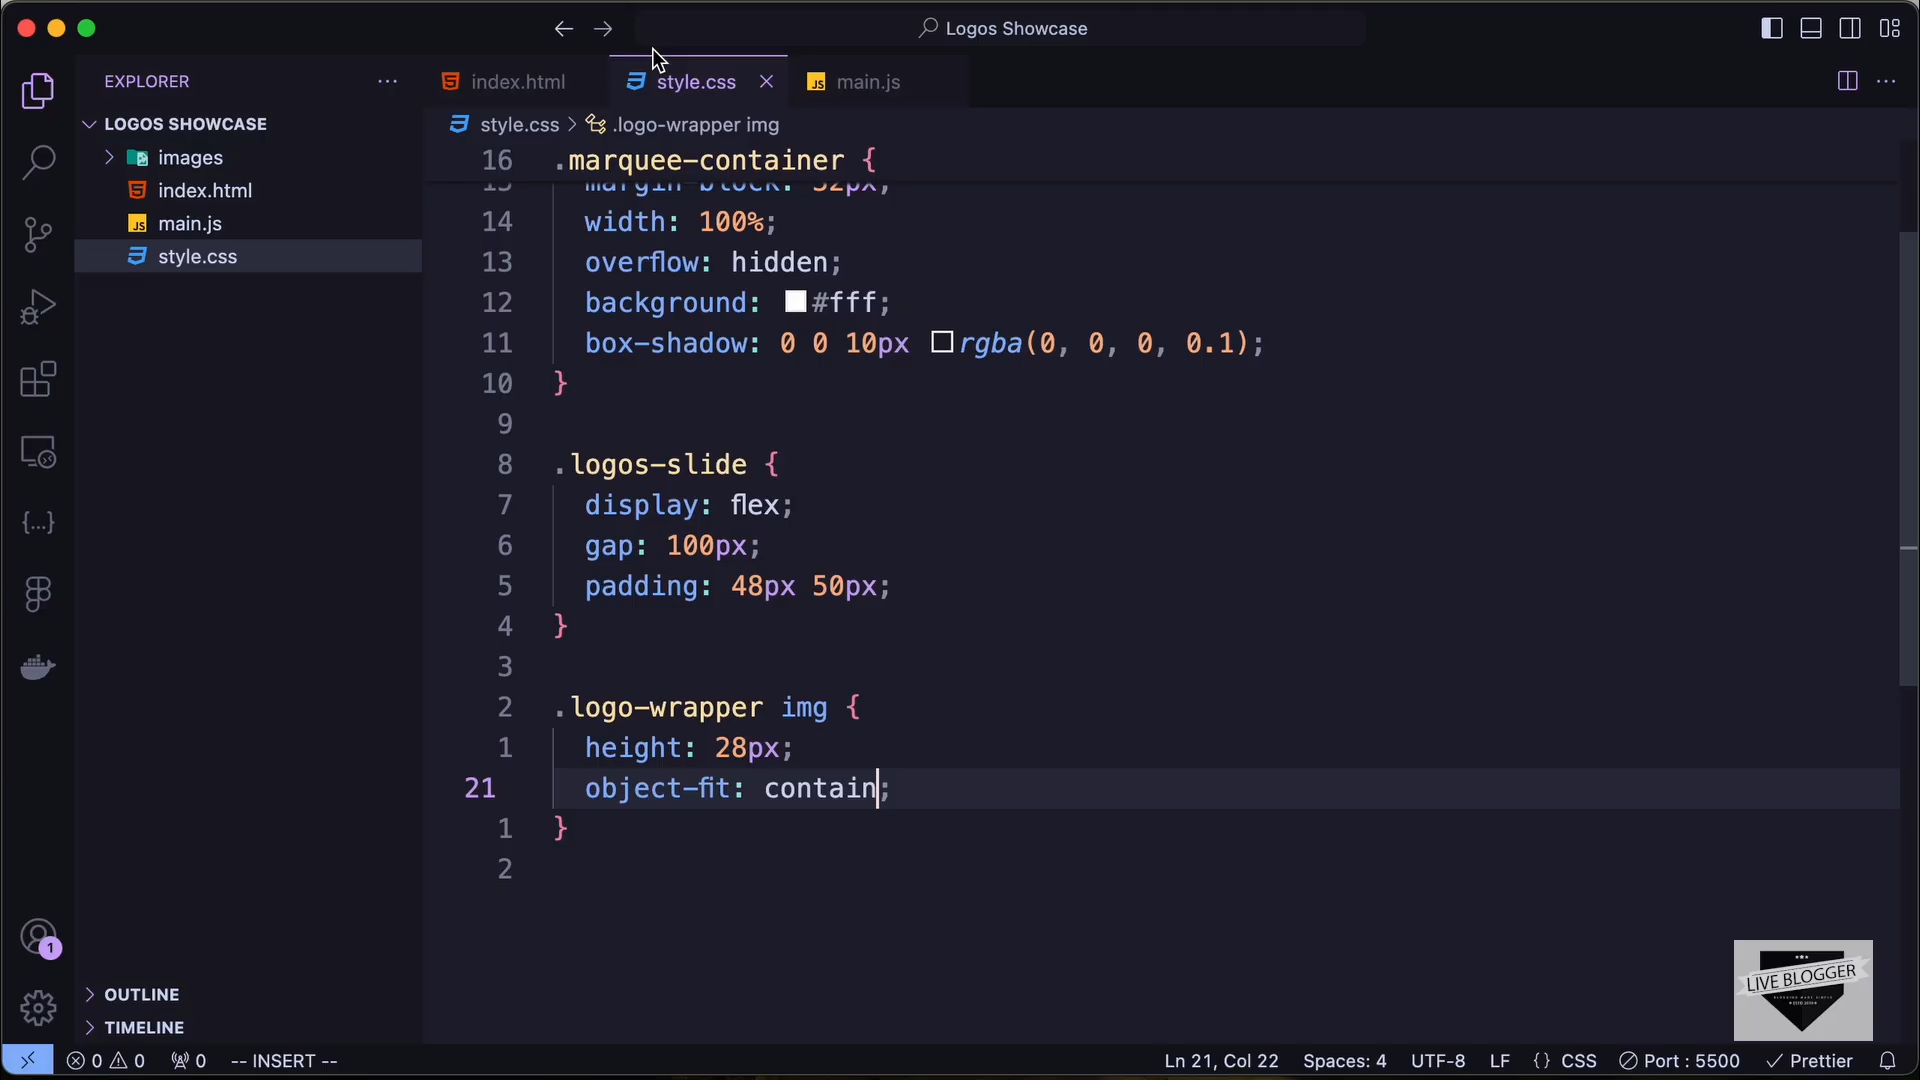 Logos Showcase
EXPLORER
index.html
style.css
main.js
LOGOS SHOWCASE
images
index.html
main.js
style.css
style.css > .logo-wrapper img
16 .marquee-container {
15 margin-block: 32px;
14 width: 100%;
13 overflow: hidden;
12 background: #fff;
11 box-shadow: 0 0 10px rgba(0, 0, 0, 0.1);
10 }
9
8 .logos-slide {
7 display: flex;
6 gap: 100px;
5 padding: 48px 50px;
4 }
3
2 .logo-wrapper img {
1 height: 28px;
21 object-fit: contain;
1 }
2
1
OUTLINE
TIMELINE
LIVE BLOGGER
0 0 0 -- INSERT -- Ln 21, Col 22 Spaces: 4 UTF-8 LF {} CSS Port : 5500 Prettier